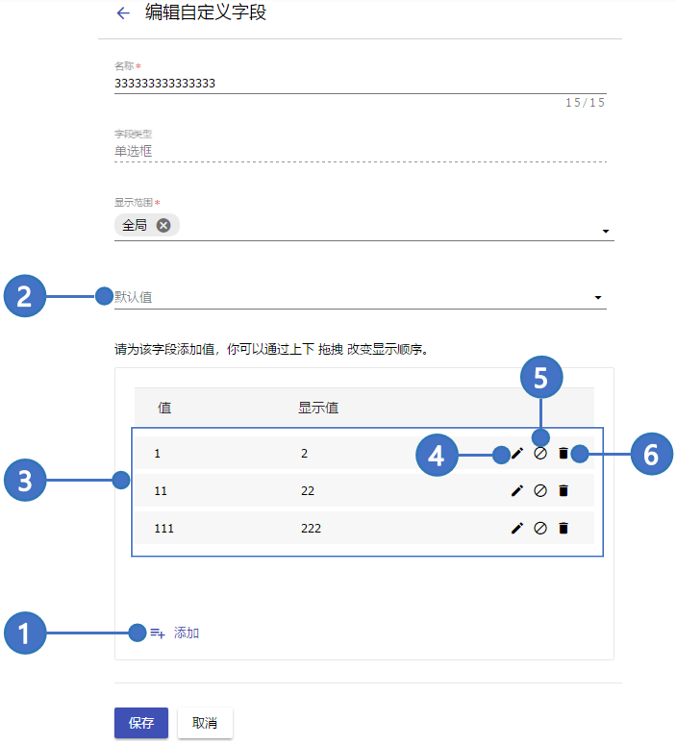 编辑自定义字段
名称*
333333333333333
15/15
字段类型
单选框
显示范围*
全局
2
默认值
请为该字段添加值，你可以通过上下 拖拽 改变显示顺序。
5
值 显示值
4
6
1 2
3
11 22
111 222
1
添加
保存 取消